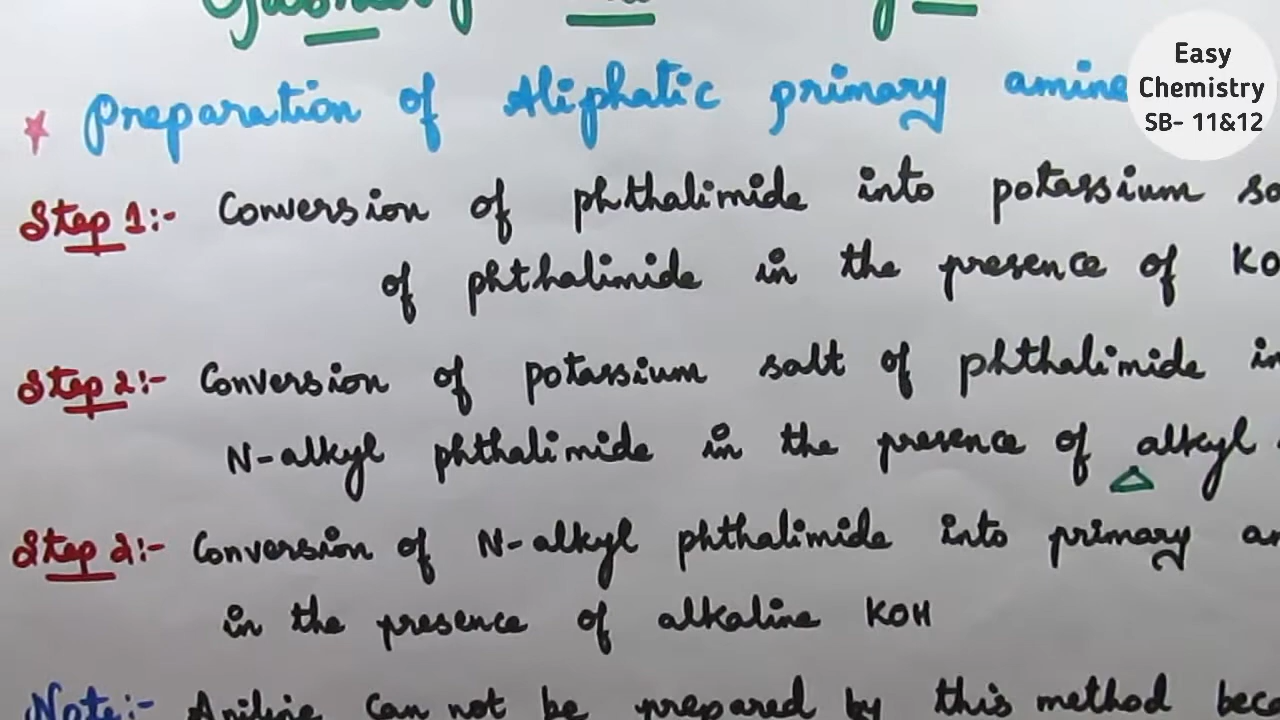 * Preparation of Aliphatic primary amine
Easy
Chemistry
SB- 11&12
Step 1:- Conversion of phthalimide into potassium
of phthalimide in the presence of
Step 2:- Conversion of potassium salt of phthalimide
N-alkyl phthalimide in the presence of alkyl
Step 2:- Conversion of N-alkyl phthalimide into primary
in the presence of alkaline KOH
Note:- Aniline can not be prepared by this method